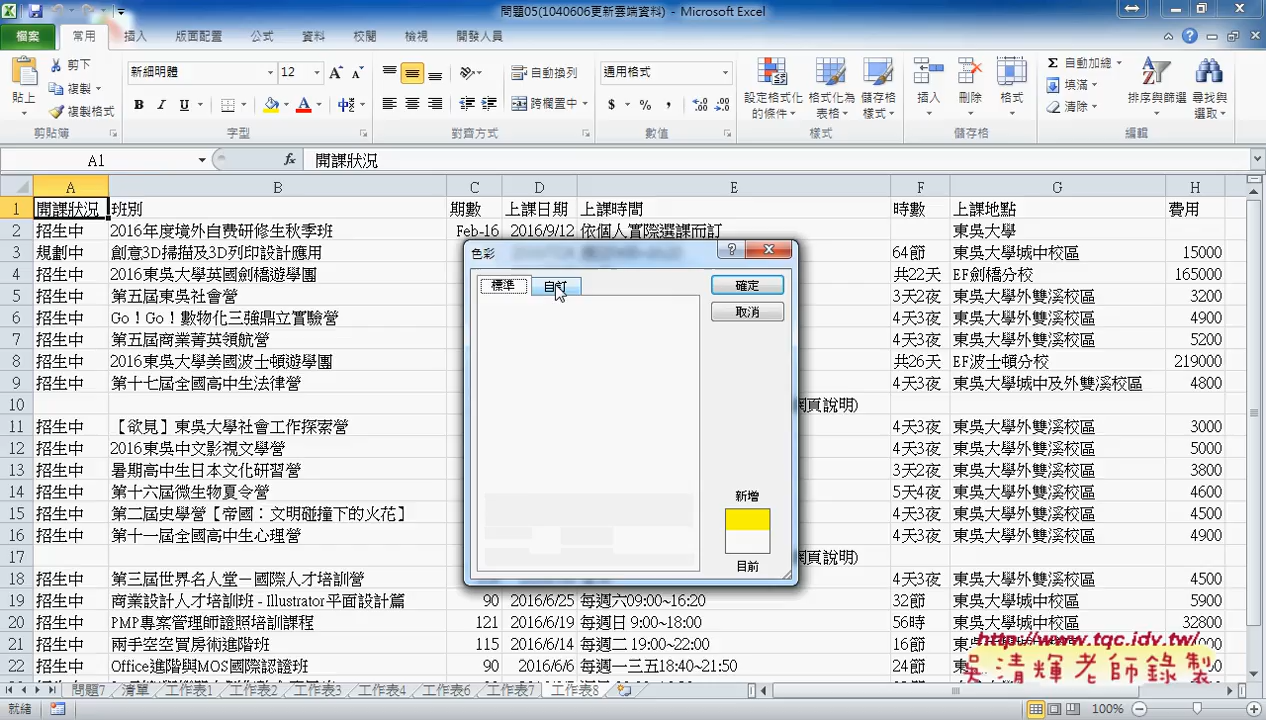 問題05(1040606更新雲端資料) - Microsoft Excel
檔案 常用 插入 版面配置 公式 資料 校閱 檢視 開發人員
貼上 剪下 複製 複製格式 新細明體 12 自動換列 跨欄置中 通用格式 設定格式化的條件 格式化為表格 儲存格樣式 插入 刪除 格式 自動加總 填滿 清除 排序與篩選 尋找與選取
剪貼簿 字型 對齊方式 數值 樣式 儲存格 編輯
A1 fx 開課狀況
A B C D E F G H
1 開課狀況 班別 期數 上課日期 上課時間 時數 上課地點 費用
2 招生中 2016年度境外自費研修生秋季班 Feb-16 2016/9/12 依個人實際選課而訂 東吳大學
3 規劃中 創意3D掃描及3D列印設計應用 64節 東吳大學城中校區 15000
4 招生中 2016東吳大學英國劍橋遊學團 共22天 EF劍橋分校 165000
5 招生中 第五屆東吳社會營 3天2夜 東吳大學外雙溪校區 3200
6 招生中 Go！Go！數物化三強鼎立實驗營 4天3夜 東吳大學外雙溪校區 4900
7 招生中 第五屆商業菁英領航營 4天3夜 東吳大學外雙溪校區 5200
8 招生中 2016東吳大學美國波士頓遊學團 共26天 EF波士頓分校 219000
9 招生中 第十七屆全國高中生法律營 4天3夜 東吳大學城中及外雙溪校區 4800
10 網頁說明)
11 招生中 【欲見】東吳大學社會工作探索營 4天3夜 東吳大學外雙溪校區 3000
12 招生中 2016東吳中文影視文學營 4天3夜 東吳大學外雙溪校區 5000
13 招生中 暑期高中生日本文化研習營 3天2夜 東吳大學外雙溪校區 3800
14 招生中 第十六屆微生物夏令營 5天4夜 東吳大學外雙溪校區 4600
15 招生中 第二屆史學營【帝國：文明碰撞下的火花】 4天3夜 東吳大學外雙溪校區 4500
16 招生中 第十一屆全國高中生心理營 4天3夜 東吳大學外雙溪校區 4900
17 網頁說明)
18 招生中 第三屆世界名人堂－國際人才培訓營 4天3夜 東吳大學外雙溪校區 4500
19 招生中 商業設計人才培訓班 - Illustrator平面設計篇 90 2016/6/25 每週六09:00~16:20 32節 東吳大學城中校區 5900
20 招生中 PMP專案管理師證照培訓課程 121 2016/6/19 每週日 9:00~18:00 56時 東吳大學城中校區 32800
21 招生中 兩手空空買房術進階班 115 2016/6/14 每週二 19:00~22:00 16節 東吳大學城中校區
22 招生中 Office進階與MOS國際認證班 90 2016/6/6 每週一三五18:40~21:50 24節 東吳大學城中校區
色彩
標準 自訂 確定
取消
新增
目前
http://www.tqc.idv.tw/
吳清輝老師錄製
問題7 清單 工作表1 工作表2 工作表3 工作表4 工作表6 工作表7 工作表8
就緒 100%